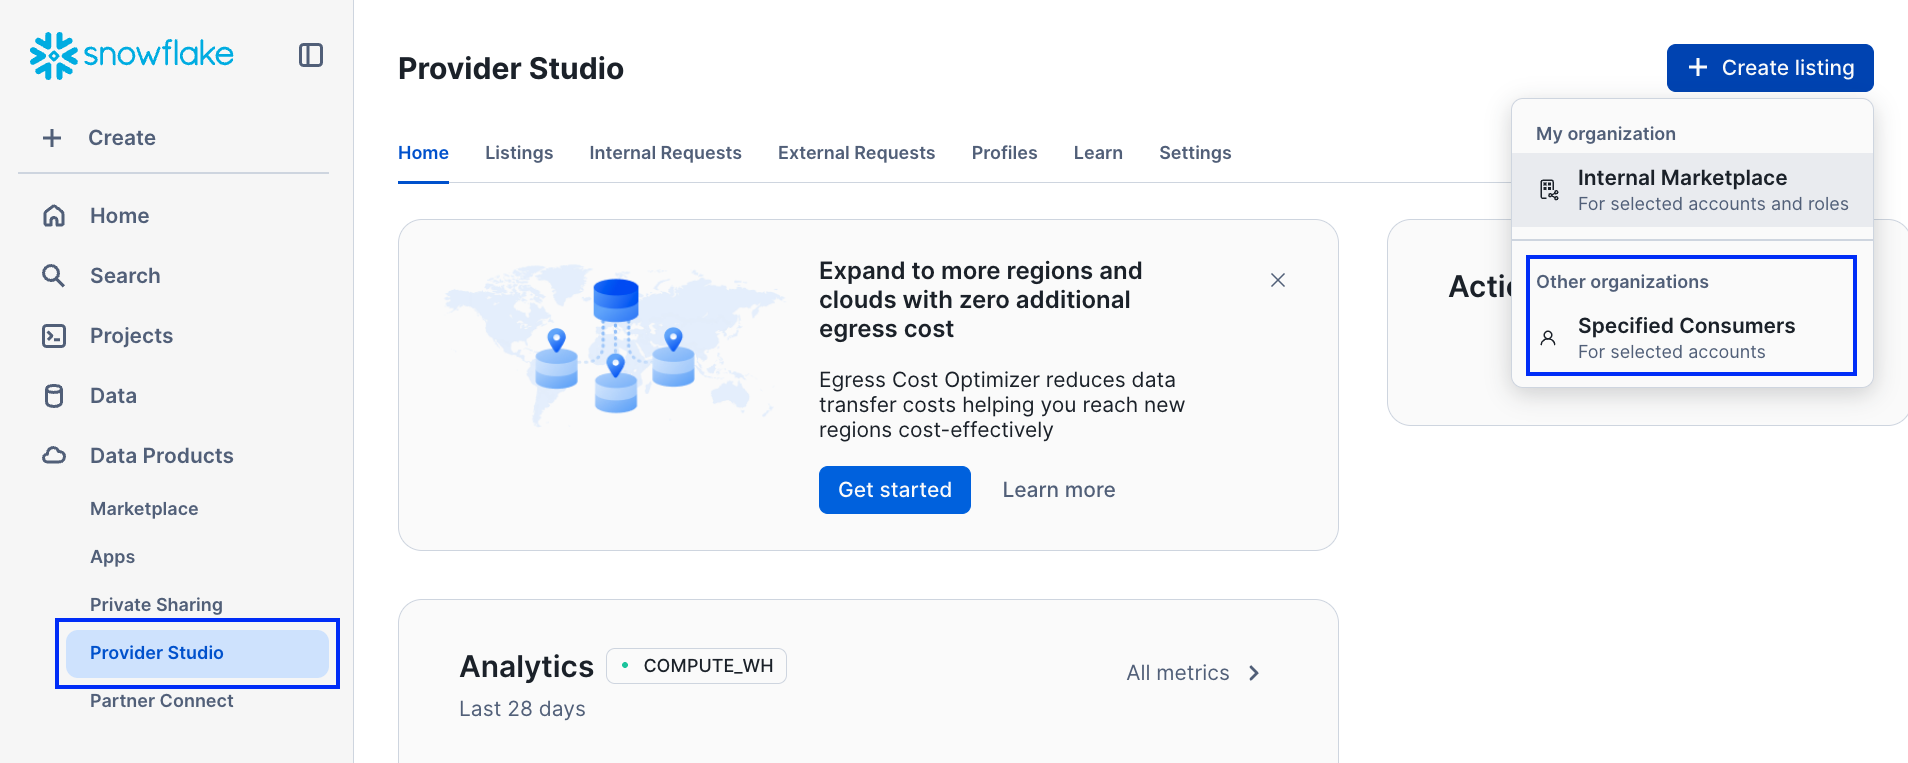 snowflake
Create
Home
Search
Projects
Data
Data Products
Marketplace
Apps
Private Sharing
Provider Studio
Partner Connect
Provider Studio
Create listing
Home Listings Internal Requests External Requests Profiles Learn Settings
My organization
Internal Marketplace
For selected accounts and roles
Other organizations
Specified Consumers
For selected accounts
Expand to more regions and
clouds with zero additional
egress cost
Egress Cost Optimizer reduces data
transfer costs helping you reach new
regions cost-effectively
Get started Learn more
Analytics COMPUTE_WH
Last 28 days
All metrics